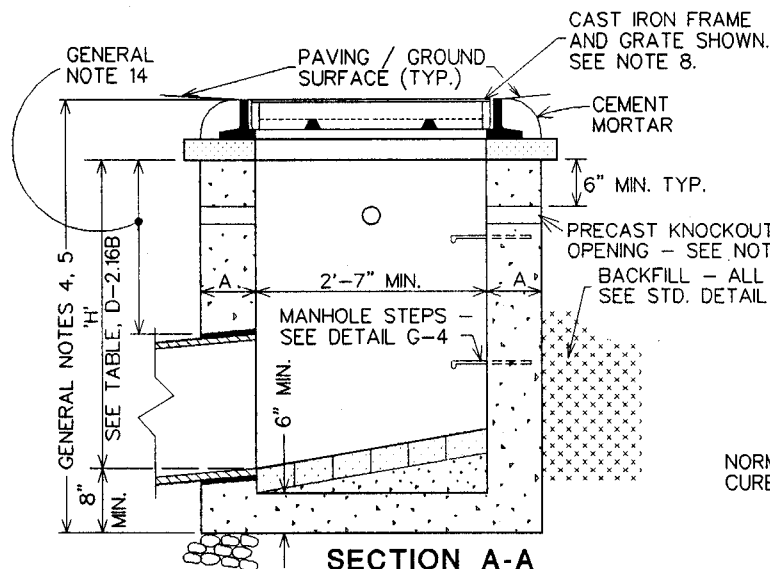 CAST IRON FRAME
AND GRATE SHOWN.
SEE NOTE 8.
GENERAL
NOTE 14
PAVING / GROUND
SURFACE (TYP.)
CEMENT
MORTAR
6" MIN. TYP.
PRECAST KNOCKOUT
OPENING – SEE NOT
BACKFILL – ALL
SEE STD. DETAIL
A
2'-7" MIN.
A
MANHOLE STEPS –
SEE DETAIL G-4
GENERAL NOTES 4, 5
'H'
SEE TABLE, D-2.16B
6" MIN.
8"
MIN.
NORM
CURB
SECTION A-A